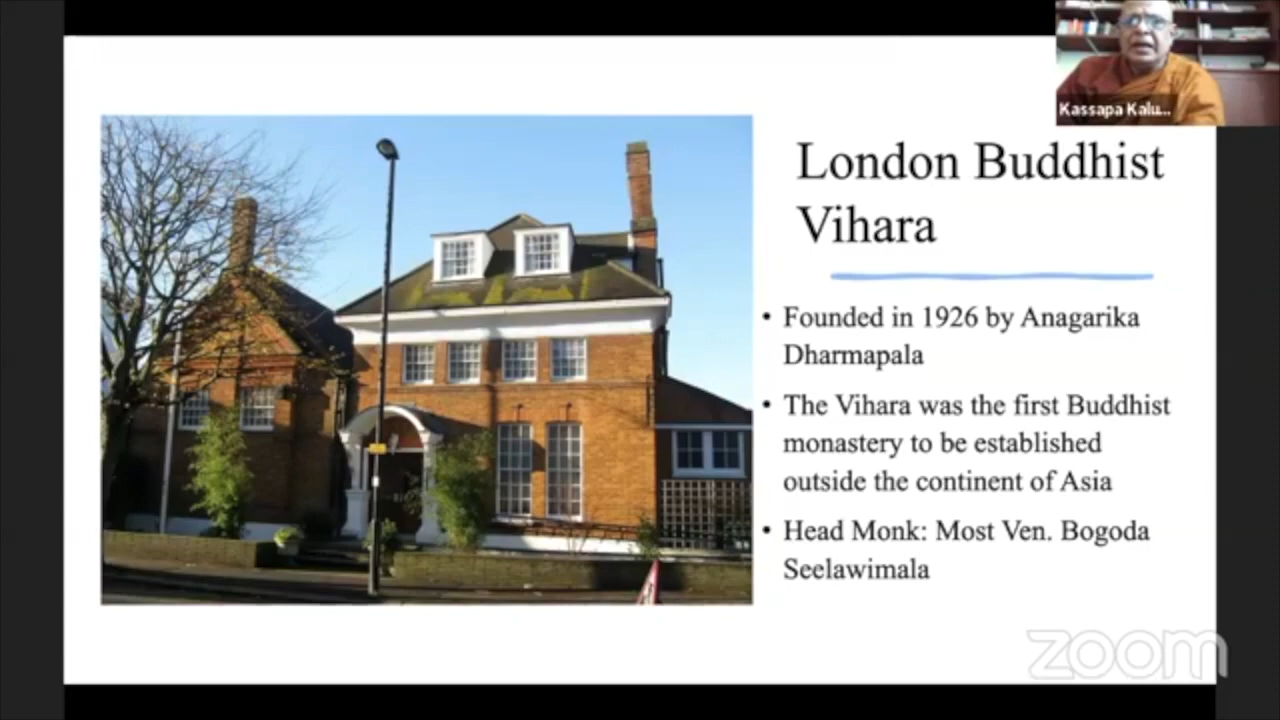 Kassapa Kalu...
London Buddhist
Vihara
• Founded in 1926 by Anagarika
Dharmapala
• The Vihara was the first Buddhist
monastery to be established
outside the continent of Asia
• Head Monk: Most Ven. Bogoda
Seelawimala
zoom